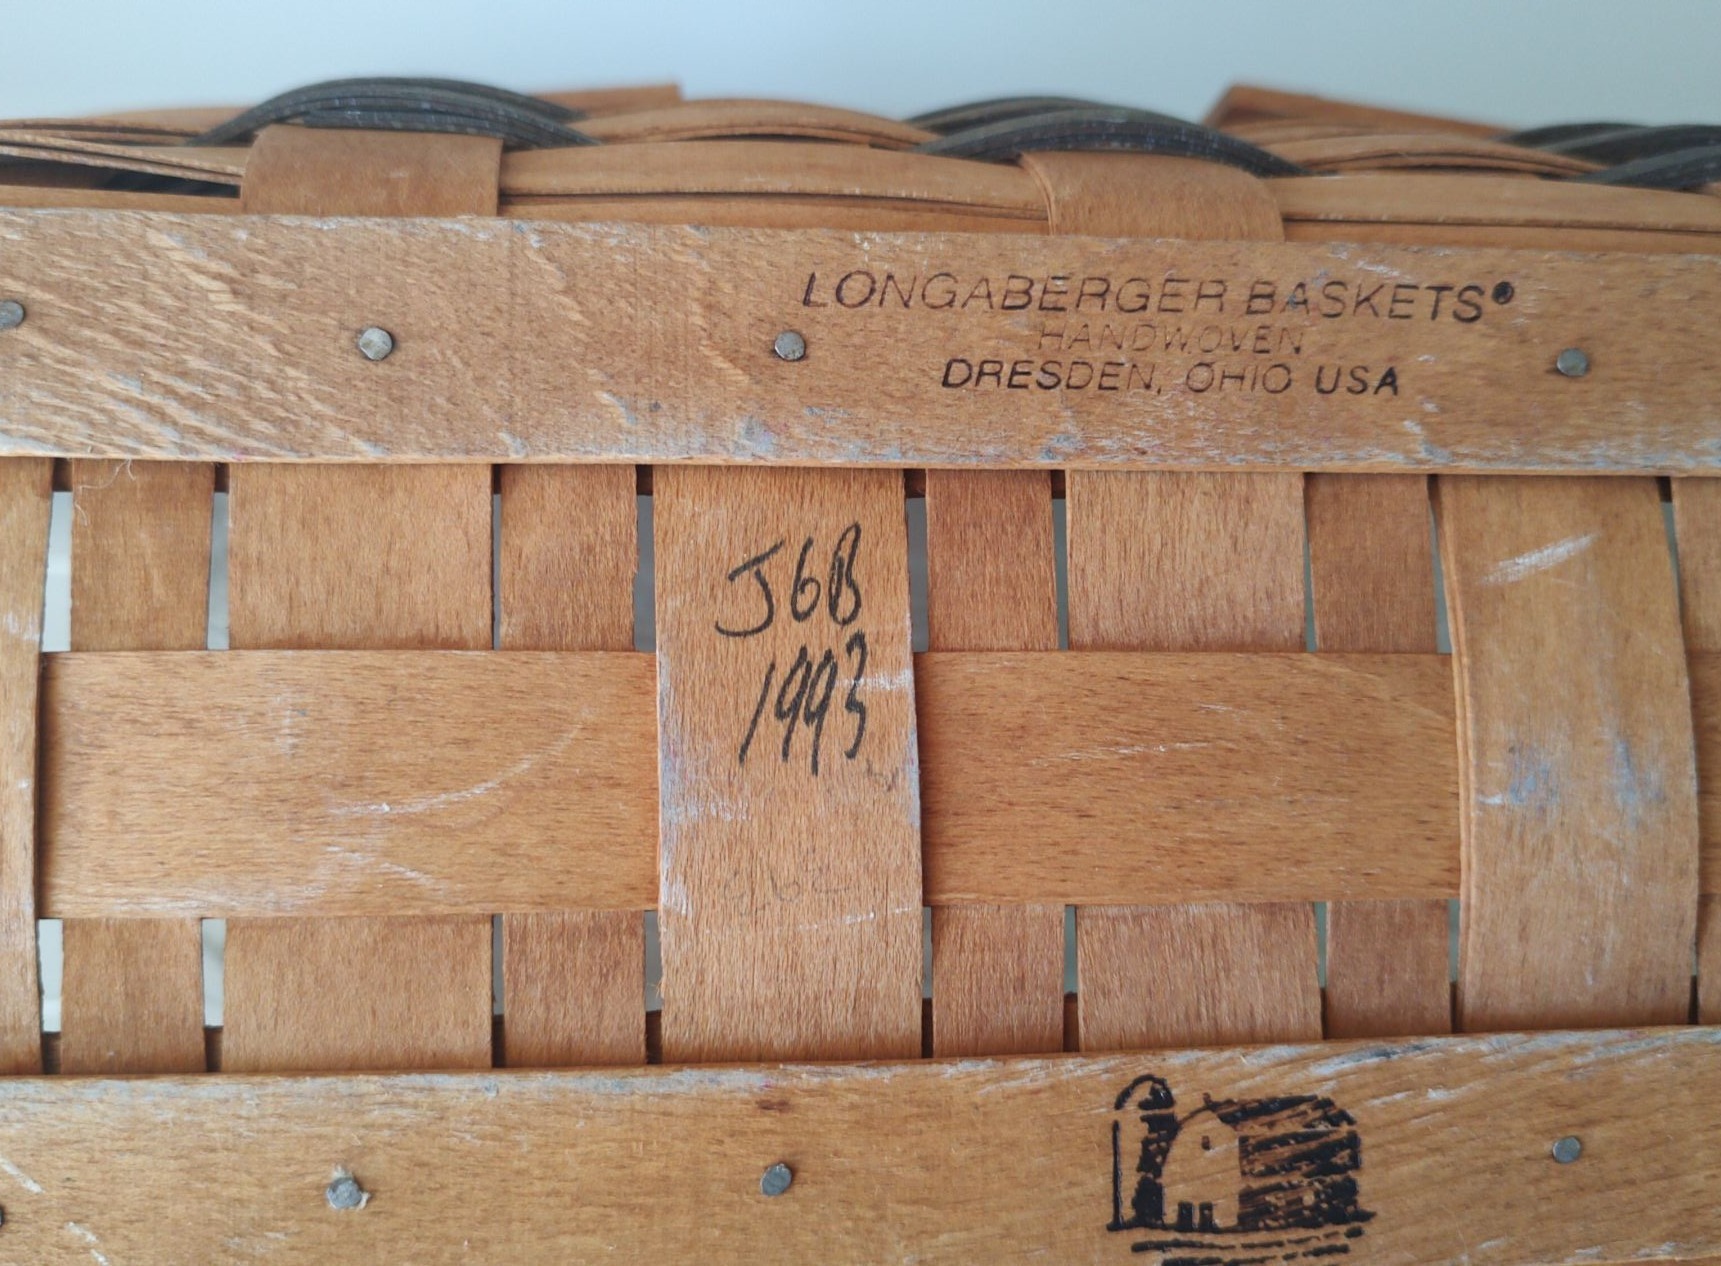 LONGABERGER BASKETS®
HANDWOVEN
DRESDEN, OHIO USA
JGB
1993